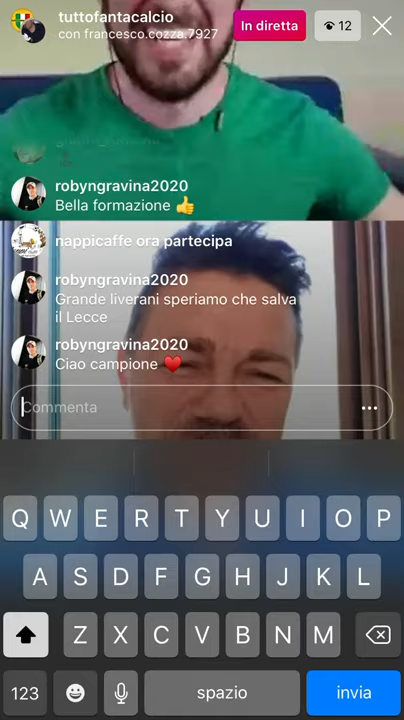 tuttofantacalcio
con francesco.cozza.7927
In diretta
12
robyngravina2020
Bella formazione 👍
nappicaffe ora partecipa
robyngravina2020
Grande liverani speriamo che salva
il Lecce
robyngravina2020
Ciao campione ❤️
Commenta
Q W E R T Y U I O P
A S D F G H J K L
Z X C V B N M
123 spazio invia